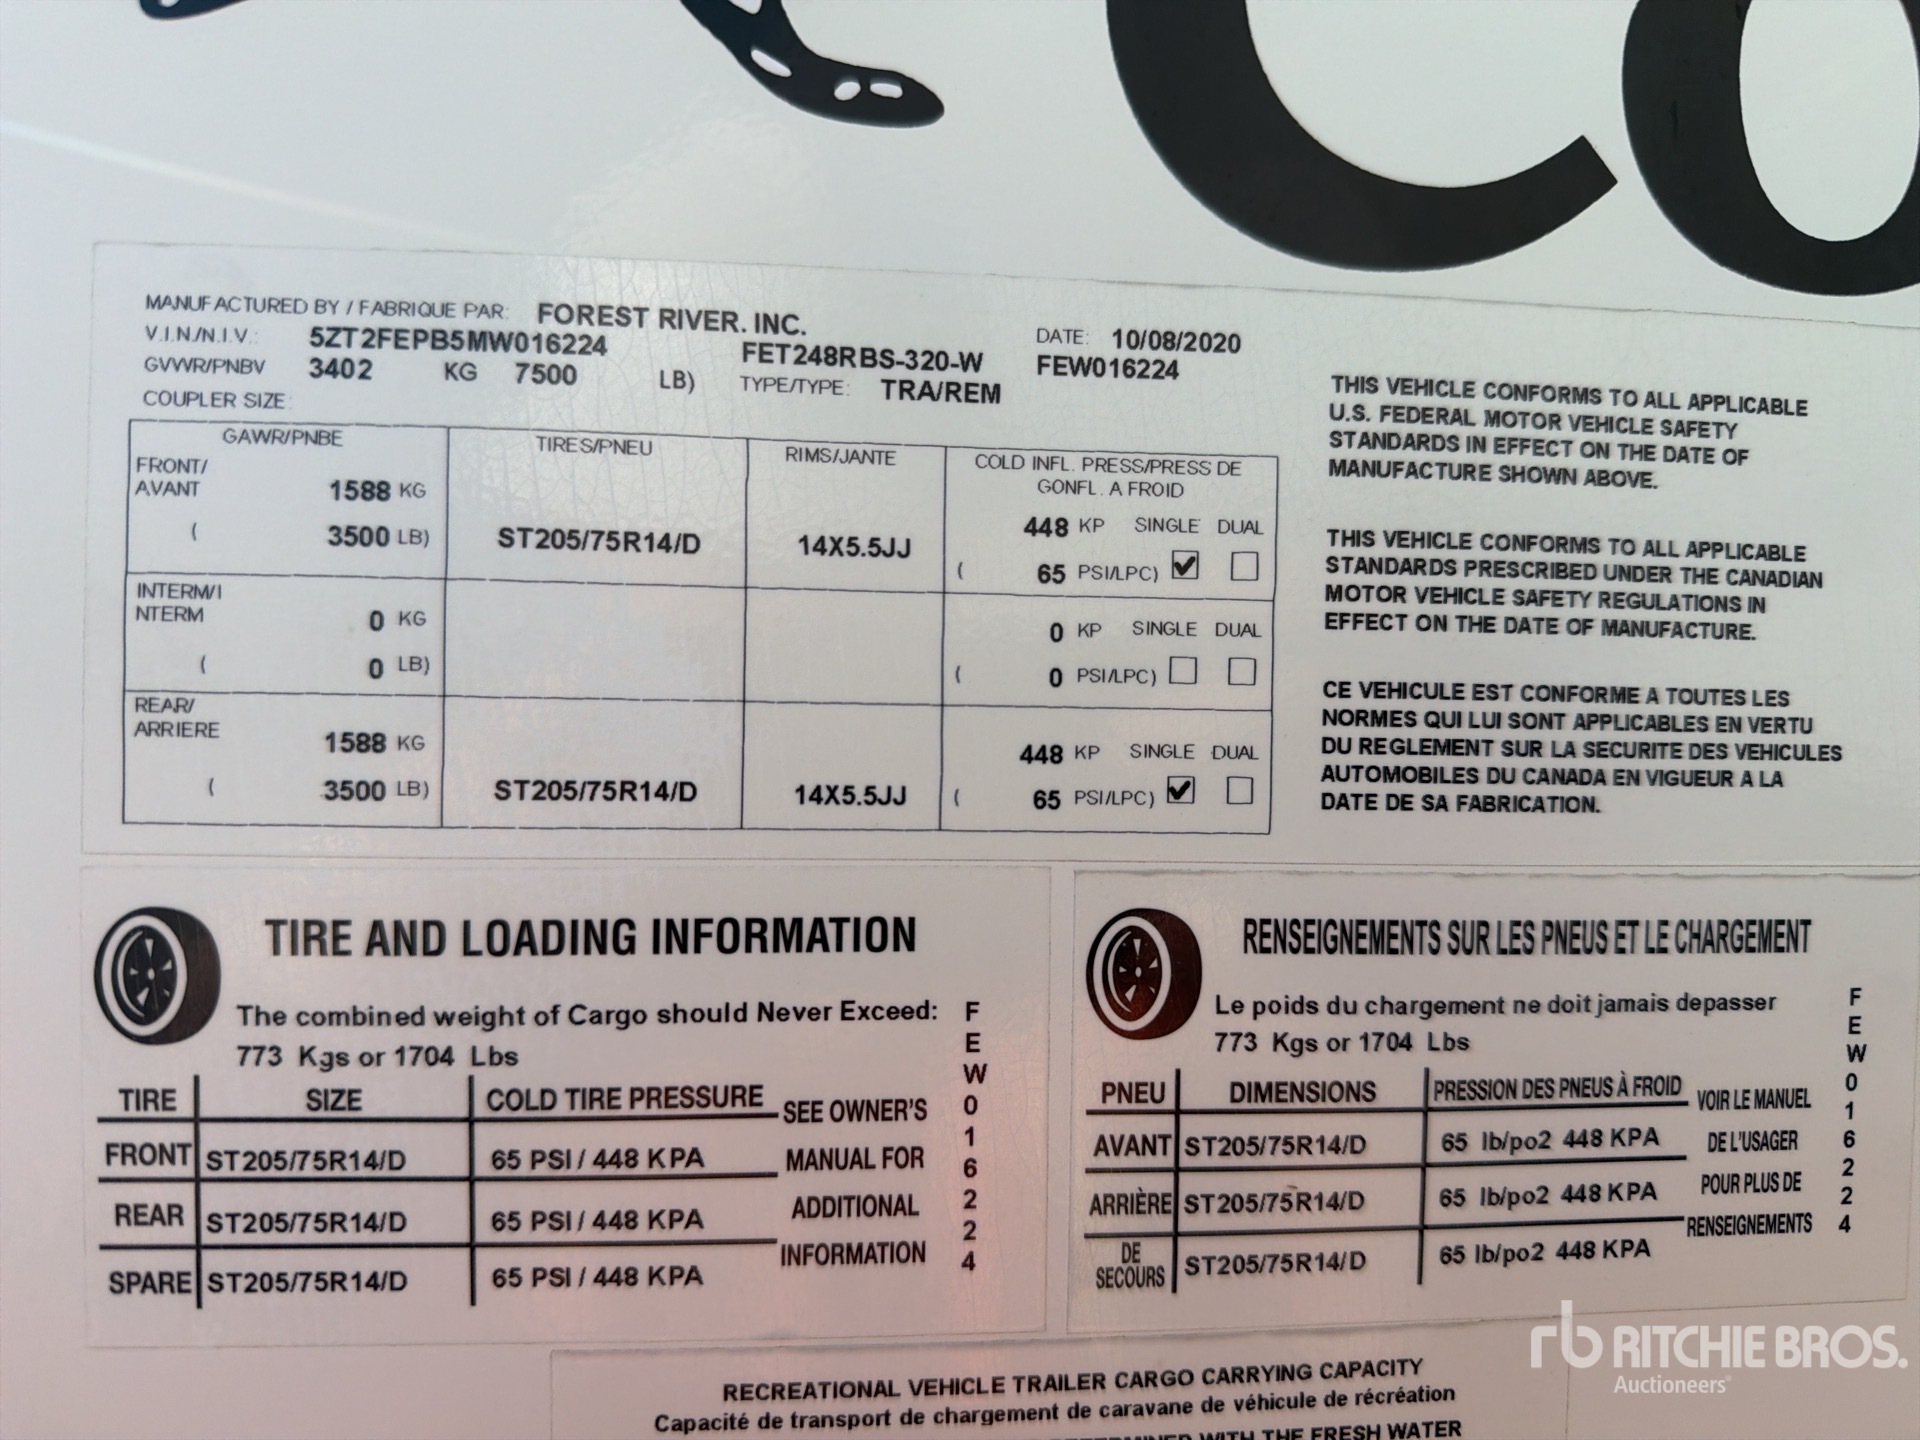 Co
MANUFACTURED BY / FABRIQUE PAR: FOREST RIVER. INC.
V.I.N./N.I.V.: 5ZT2FEPB5MW016224 FET248RBS-320-W DATE: 10/08/2020
GVWR/PNBV 3402 KG 7500 LB) TYPE/TYPE: TRA/REM FEW016224
COUPLER SIZE:
GAWR/PNBE TIRES/PNEU RIMS/JANTE COLD INFL. PRESS/PRESS DE
GONFL. A FROID
FRONT/
AVANT 1588 KG 448 KP SINGLE DUAL
( 3500 LB) ST205/75R14/D 14X5.5JJ ( 65 PSI/LPC) ✔
INTERM/I
NTERM 0 KG 0 KP SINGLE DUAL
( 0 LB) ( 0 PSI/LPC)
REAR/
ARRIERE 1588 KG 448 KP SINGLE DUAL
( 3500 LB) ST205/75R14/D 14X5.5JJ ( 65 PSI/LPC) ✔
THIS VEHICLE CONFORMS TO ALL APPLICABLE
U.S. FEDERAL MOTOR VEHICLE SAFETY
STANDARDS IN EFFECT ON THE DATE OF
MANUFACTURE SHOWN ABOVE.
THIS VEHICLE CONFORMS TO ALL APPLICABLE
STANDARDS PRESCRIBED UNDER THE CANADIAN
MOTOR VEHICLE SAFETY REGULATIONS IN
EFFECT ON THE DATE OF MANUFACTURE.
CE VEHICULE EST CONFORME A TOUTES LES
NORMES QUI LUI SONT APPLICABLES EN VERTU
DU REGLEMENT SUR LA SECURITE DES VEHICULES
AUTOMOBILES DU CANADA EN VIGUEUR A LA
DATE DE SA FABRICATION.
TIRE AND LOADING INFORMATION
The combined weight of Cargo should Never Exceed:
773 Kgs or 1704 Lbs
TIRE SIZE COLD TIRE PRESSURE
FRONT ST205/75R14/D 65 PSI / 448 KPA
REAR ST205/75R14/D 65 PSI / 448 KPA
SPARE ST205/75R14/D 65 PSI / 448 KPA
SEE OWNER'S
MANUAL FOR
ADDITIONAL
INFORMATION
FEW016224
RENSEIGNEMENTS SUR LES PNEUS ET LE CHARGEMENT
Le poids du chargement ne doit jamais depasser
773 Kgs or 1704 Lbs
PNEU DIMENSIONS PRESSION DES PNEUS À FROID
AVANT ST205/75R14/D 65 lb/po2 448 KPA
ARRIÈRE ST205/75R14/D 65 lb/po2 448 KPA
DE
SECOURS ST205/75R14/D 65 lb/po2 448 KPA
VOIR LE MANUEL
DE L'USAGER
POUR PLUS DE
RENSEIGNEMENTS
FEW016224
RECREATIONAL VEHICLE TRAILER CARGO CARRYING CAPACITY
Capacité de transport de chargement de caravane de véhicule de récréation
DETERMINED WITH THE FRESH WATER
rb RITCHIE BROS.
Auctioneers